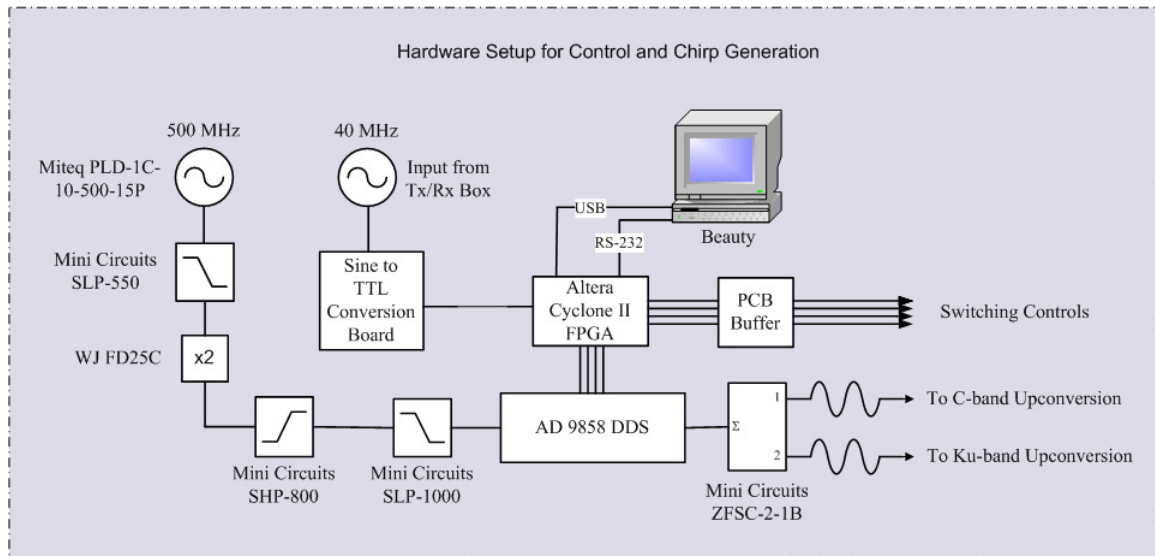 Hardware Setup for Control and Chirp Generation
500 MHz
Miteq PLD-1C-
10-500-15P
40 MHz
Input from
Tx/Rx Box
USB
RS-232
Beauty
Mini Circuits
SLP-550
Sine to
TTL
Conversion
Board
Altera
Cyclone II
FPGA
PCB
Buffer
Switching Controls
WJ FD25C
x2
Mini Circuits
SHP-800
Mini Circuits
SLP-1000
AD 9858 DDS
Σ
1
2
Mini Circuits
ZFSC-2-1B
To C-band Upconversion
To Ku-band Upconversion